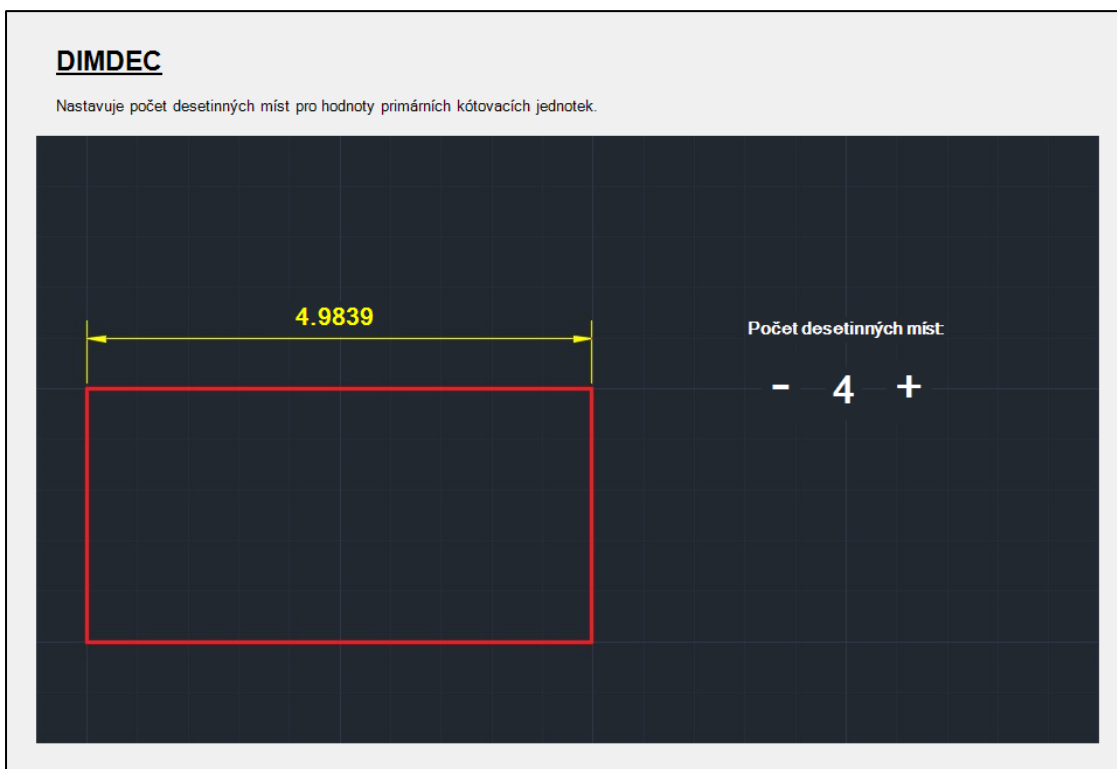 DIMDEC
Nastavuje počet desetinných míst pro hodnoty primárních kótovacích jednotek.
4.9839
Počet desetinných míst:
- 4 +